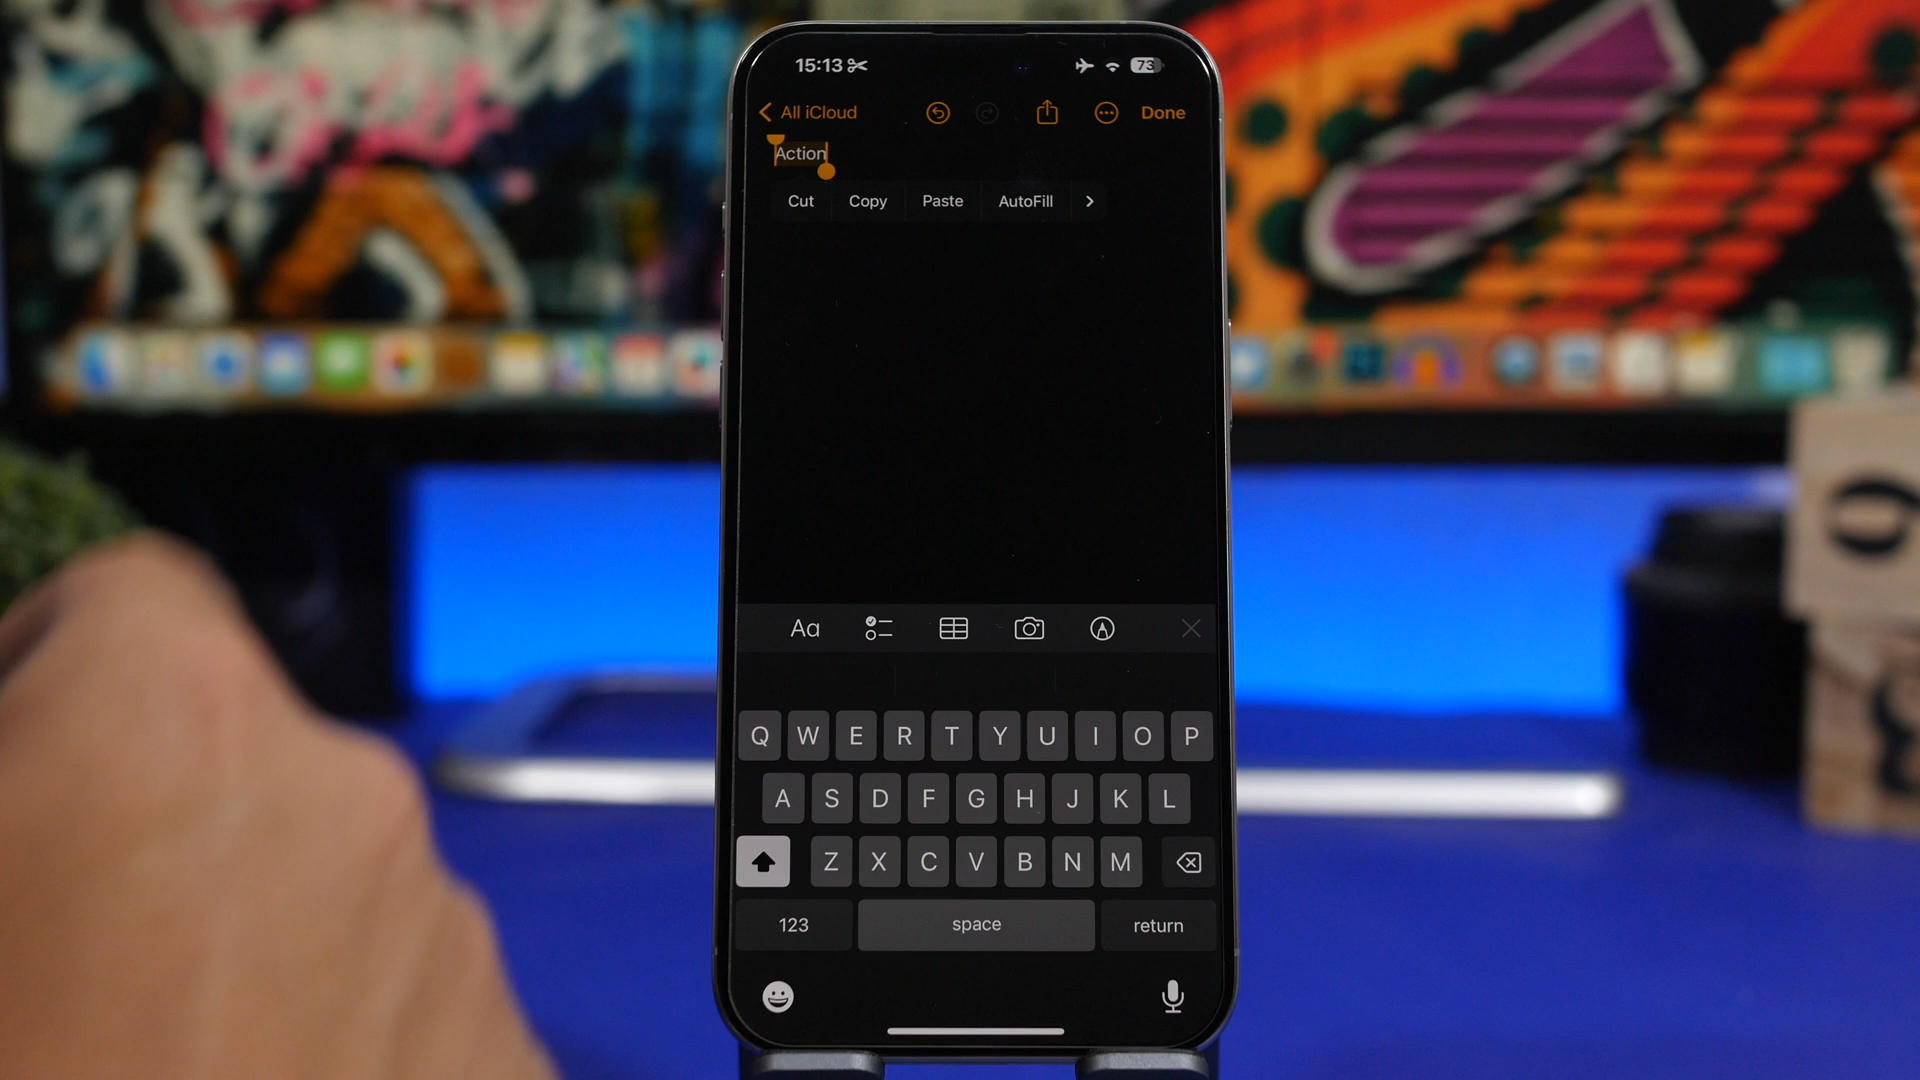 15:13 73
All iCloud Done
Action
Cut Copy Paste AutoFill
Aa
Q W E R T Y U I O P
A S D F G H J K L
Z X C V B N M
123 space return